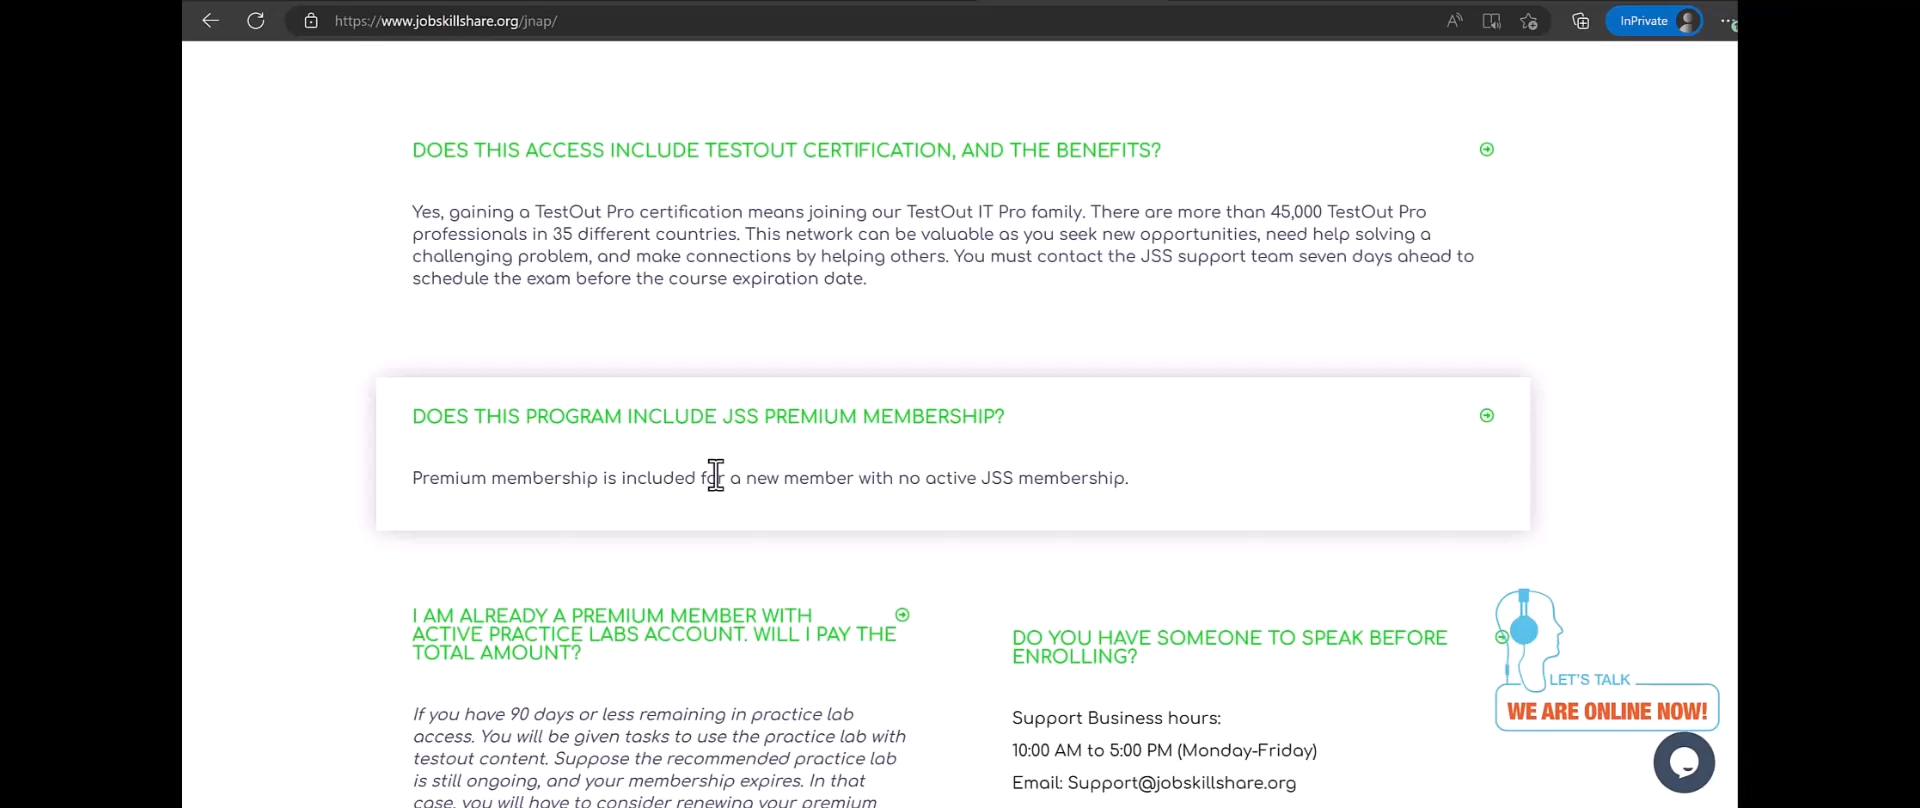 https://www.jobskillshare.org/jnap/
InPrivate
DOES THIS ACCESS INCLUDE TESTOUT CERTIFICATION, AND THE BENEFITS?
Yes, gaining a TestOut Pro certification means joining our TestOut IT Pro family. There are more than 45,000 TestOut Pro
professionals in 35 different countries. This network can be valuable as you seek new opportunities, need help solving a
challenging problem, and make connections by helping others. You must contact the JSS support team seven days ahead to
schedule the exam before the course expiration date.
DOES THIS PROGRAM INCLUDE JSS PREMIUM MEMBERSHIP?
Premium membership is included for a new member with no active JSS membership.
I AM ALREADY A PREMIUM MEMBER WITH
ACTIVE PRACTICE LABS ACCOUNT. WILL I PAY THE
TOTAL AMOUNT?
If you have 90 days or less remaining in practice lab
access. You will be given tasks to use the practice lab with
testout content. Suppose the recommended practice lab
is still ongoing, and your membership expires. In that
case, you will have to consider renewing your premium
DO YOU HAVE SOMEONE TO SPEAK BEFORE
ENROLLING?
Support Business hours:
10:00 AM to 5:00 PM (Monday-Friday)
Email: Support@jobskillshare.org
LET'S TALK
WE ARE ONLINE NOW!